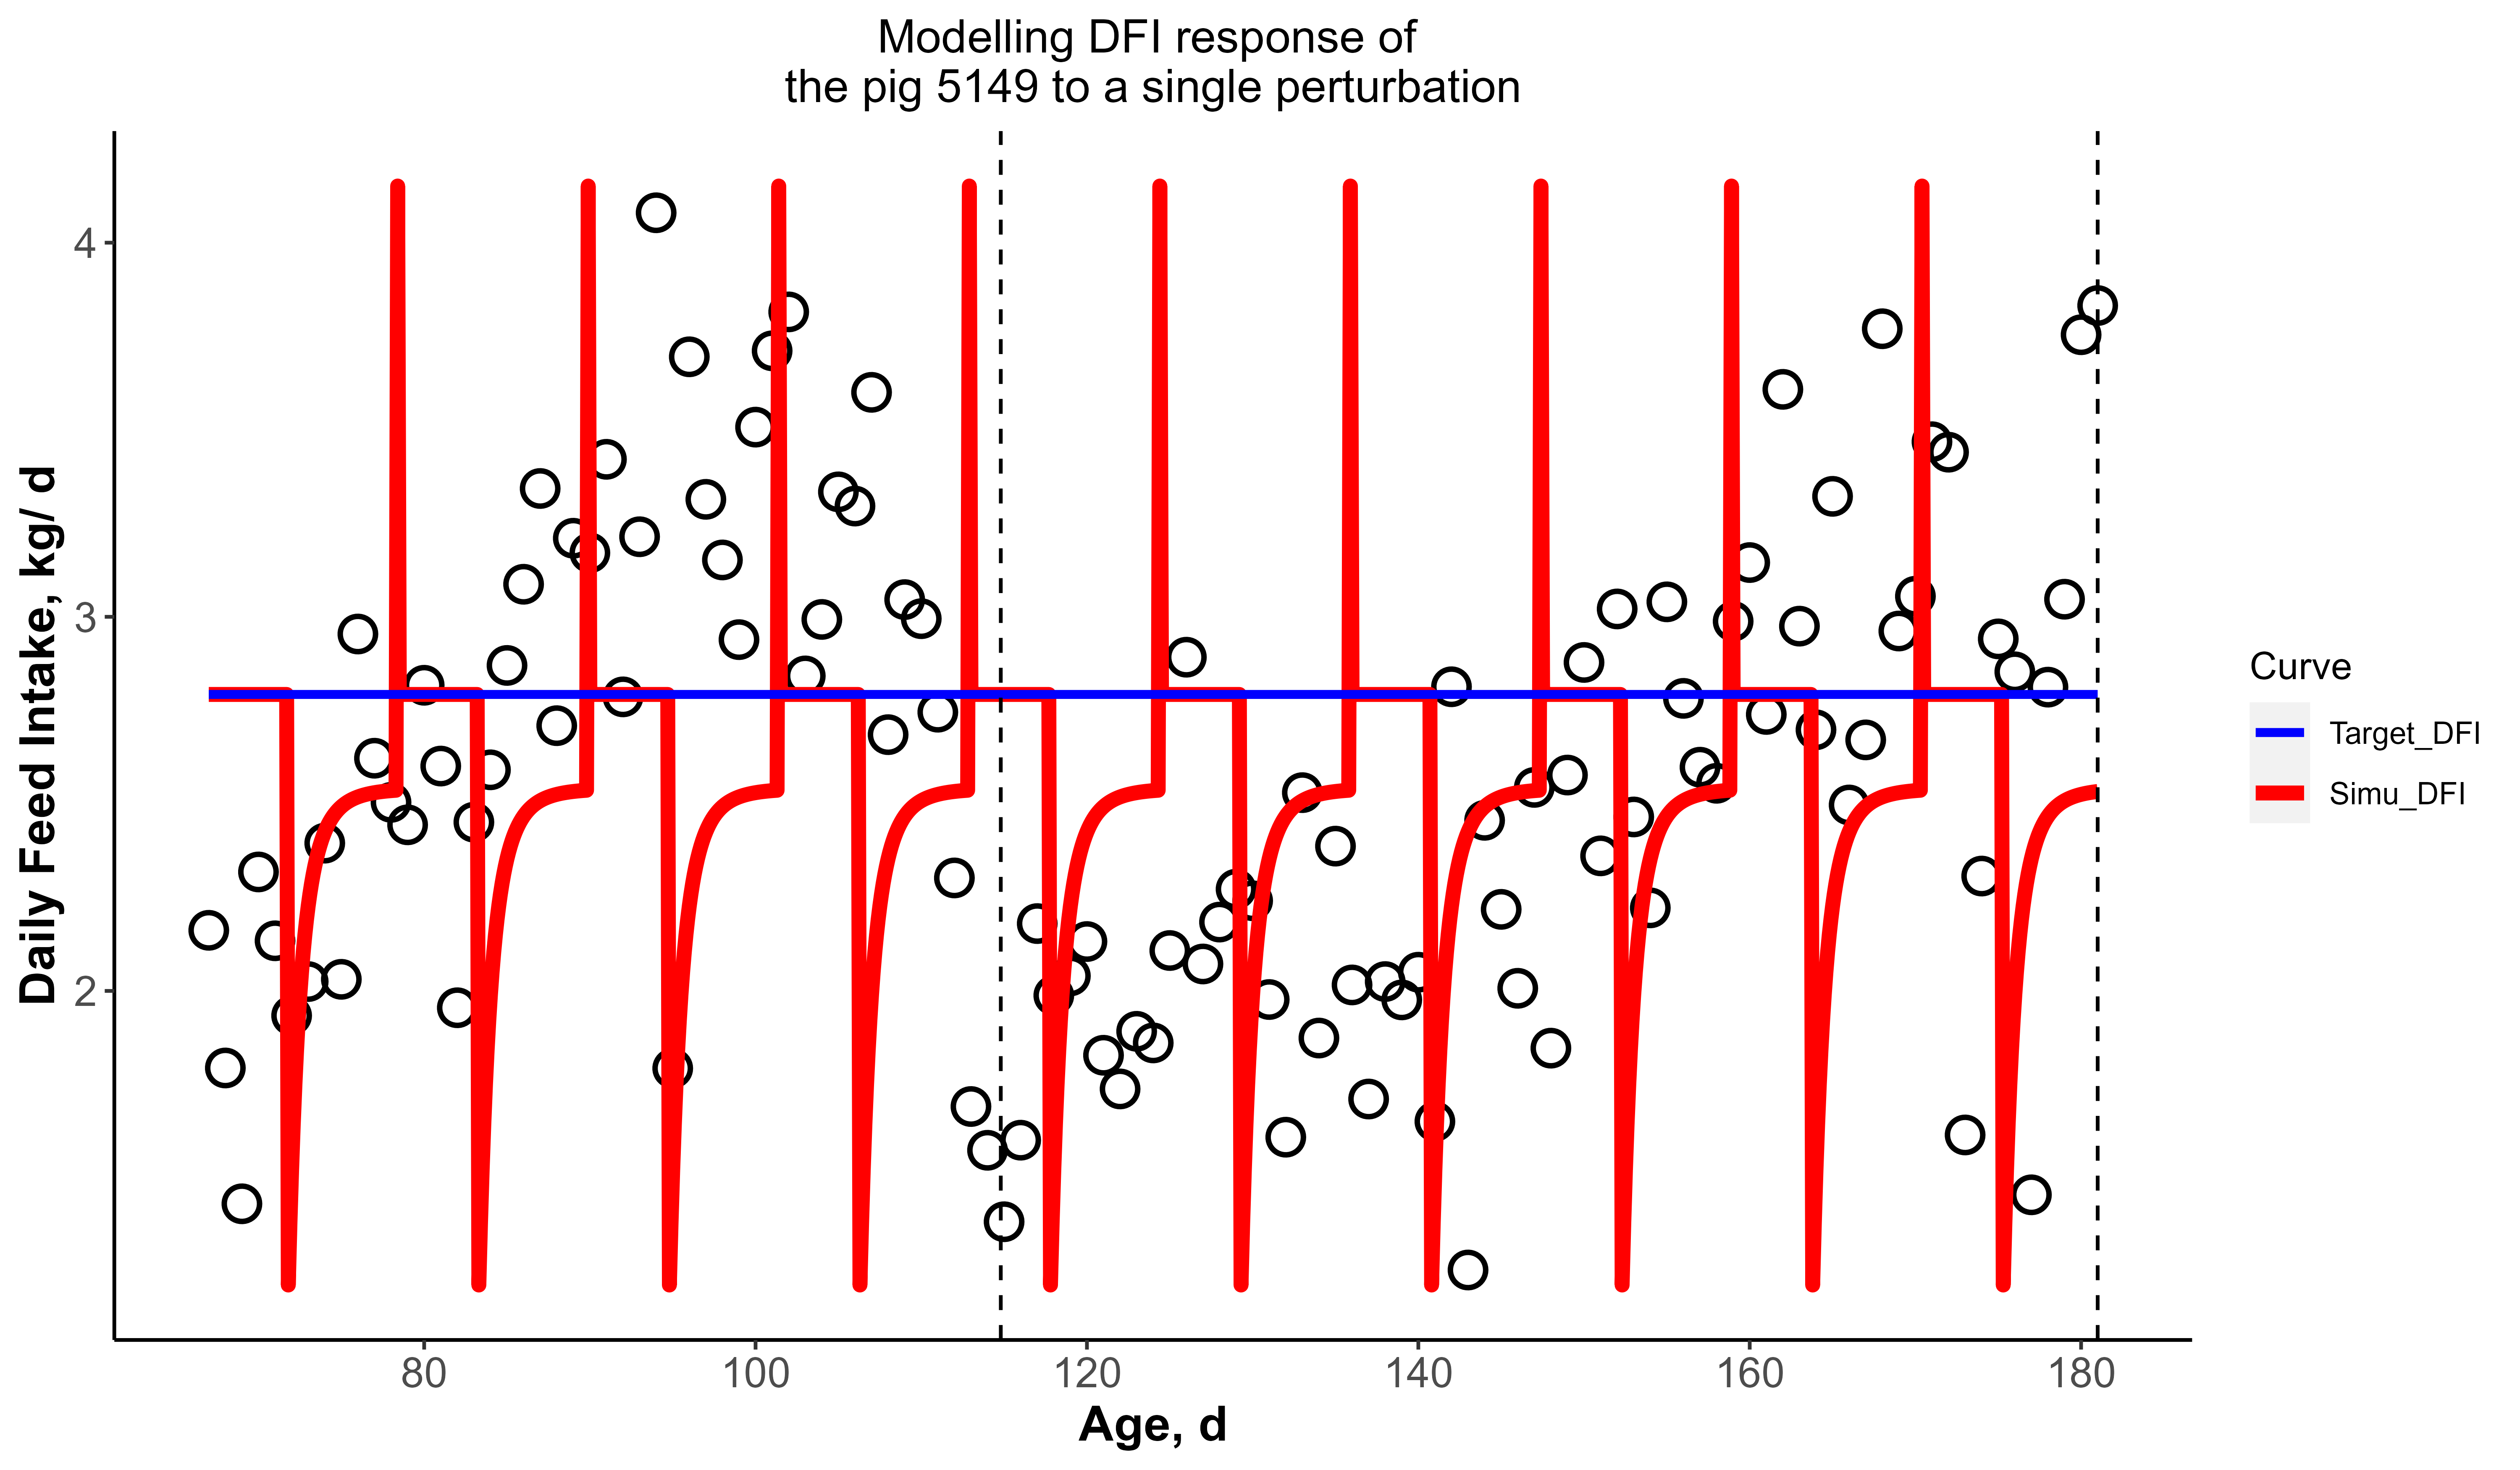 Modelling DFI response of
the pig 5149 to a single perturbation
Daily Feed Intake, kg/ d
4
3
2
80 100 120 140 160 180
Age, d
Curve
Target_DFI
Simu_DFI